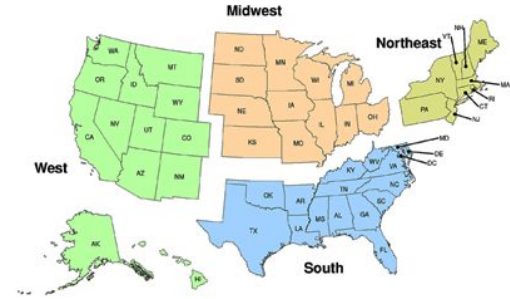 Midwest
Northeast
West
South
WA
OR
ID
MT
WY
CA
NV
UT
CO
AZ
NM
AK
HI
ND
SD
NE
KS
MN
IA
MO
WI
IL
MI
IN
OH
NH
VT
ME
NY
MA
RI
CT
PA
NJ
MD
DE
DC
WV
VA
KY
NC
TN
SC
OK
AR
TX
LA
MS
AL
GA
FL